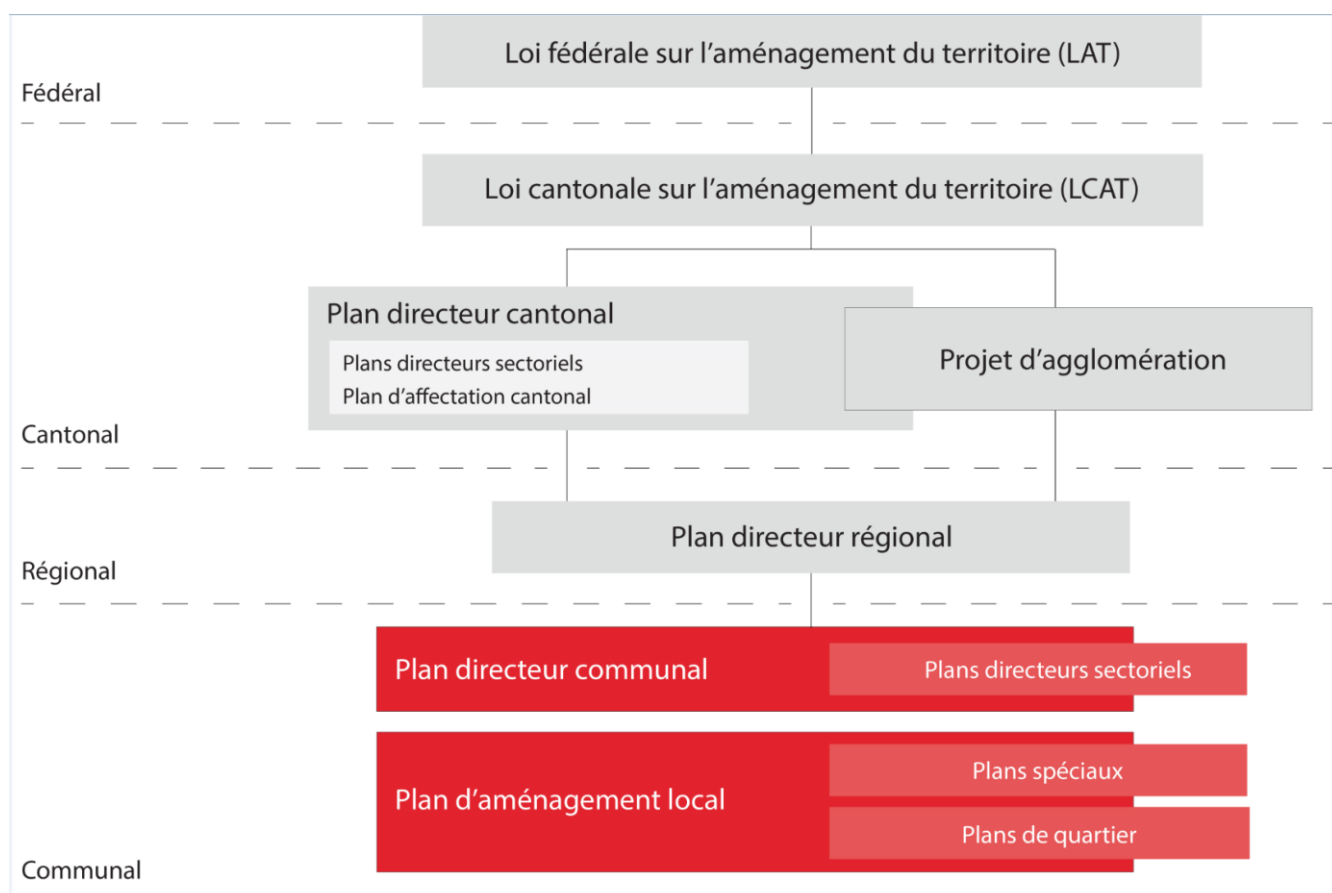 Loi fédérale sur l’aménagement du territoire (LAT)
Fédéral
Loi cantonale sur l’aménagement du territoire (LCAT)
Plan directeur cantonal
Plans directeurs sectoriels
Plan d’affectation cantonal
Projet d’agglomération
Cantonal
Plan directeur régional
Régional
Plan directeur communal
Plans directeurs sectoriels
Plan d’aménagement local
Plans spéciaux
Plans de quartier
Communal